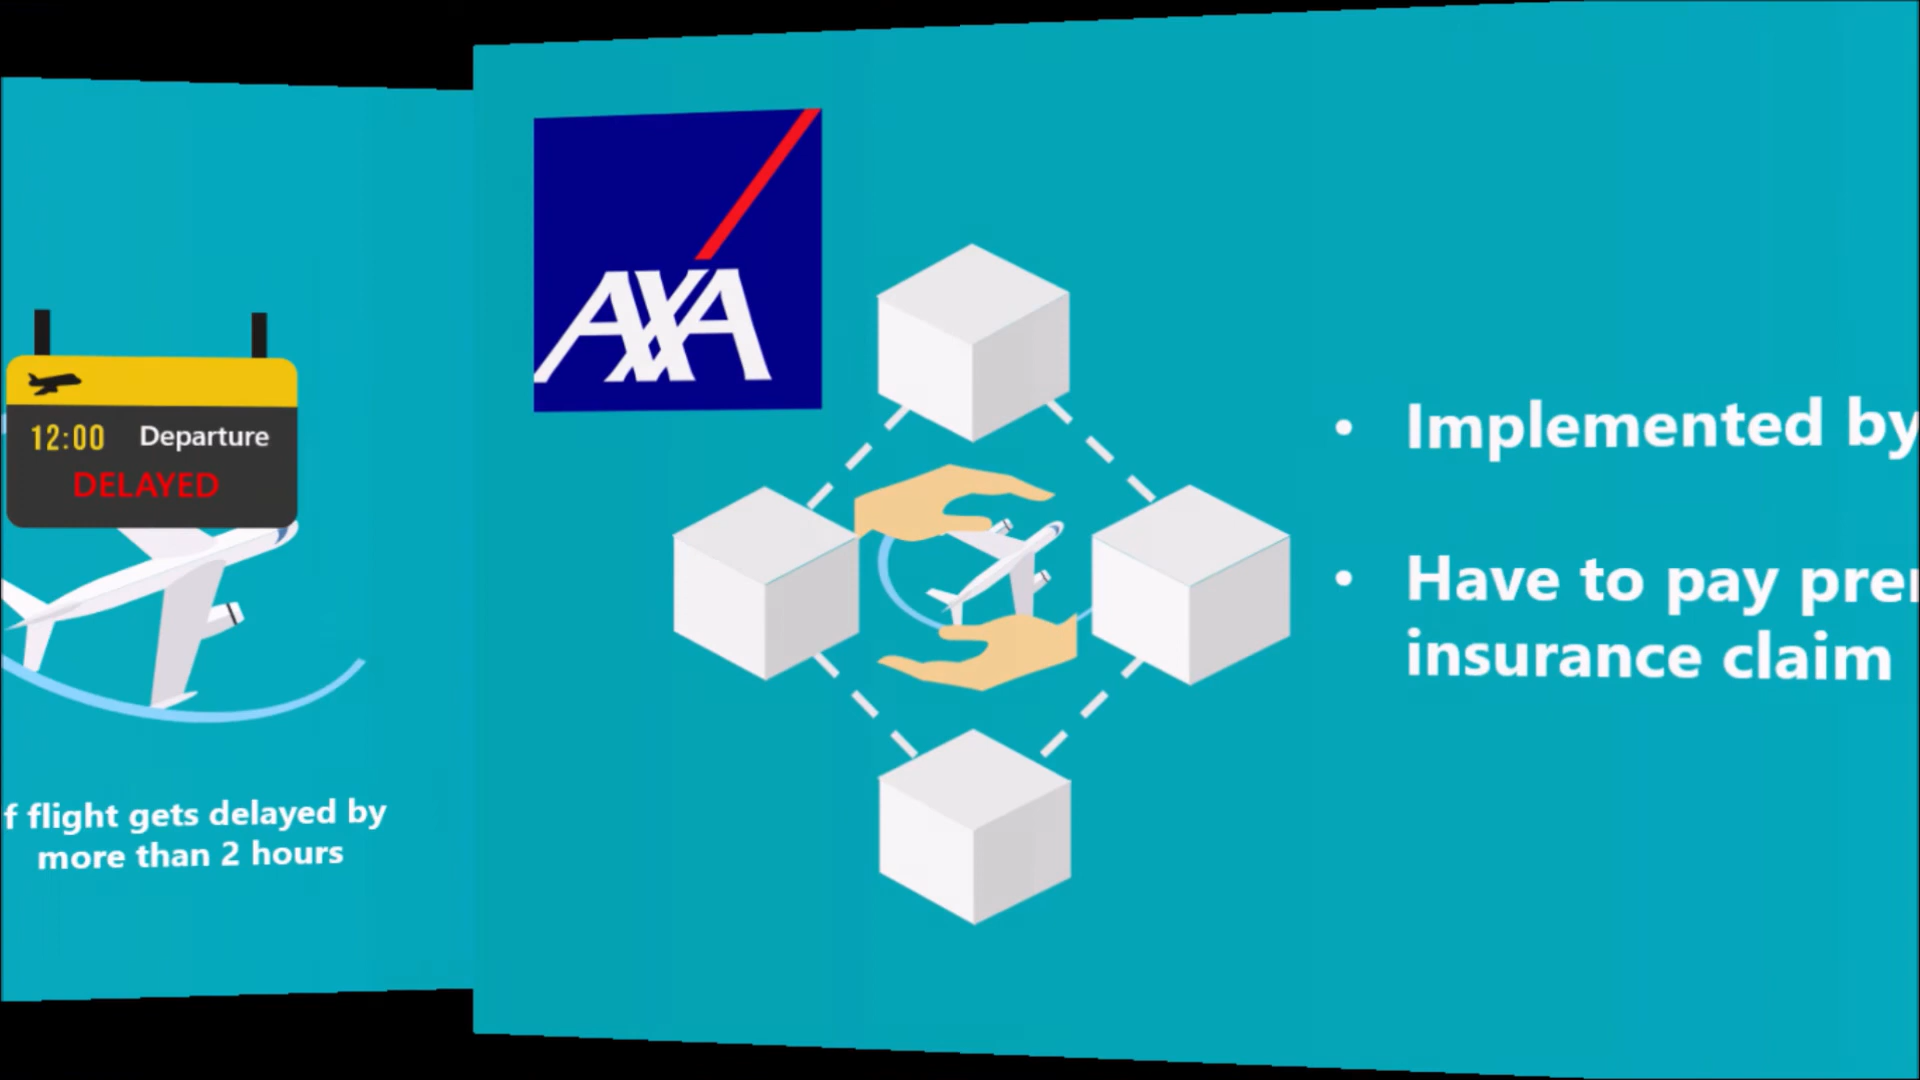 12:00 Departure
DELAYED
f flight gets delayed by
more than 2 hours
AXA
• Implemented by
• Have to pay
insurance claim